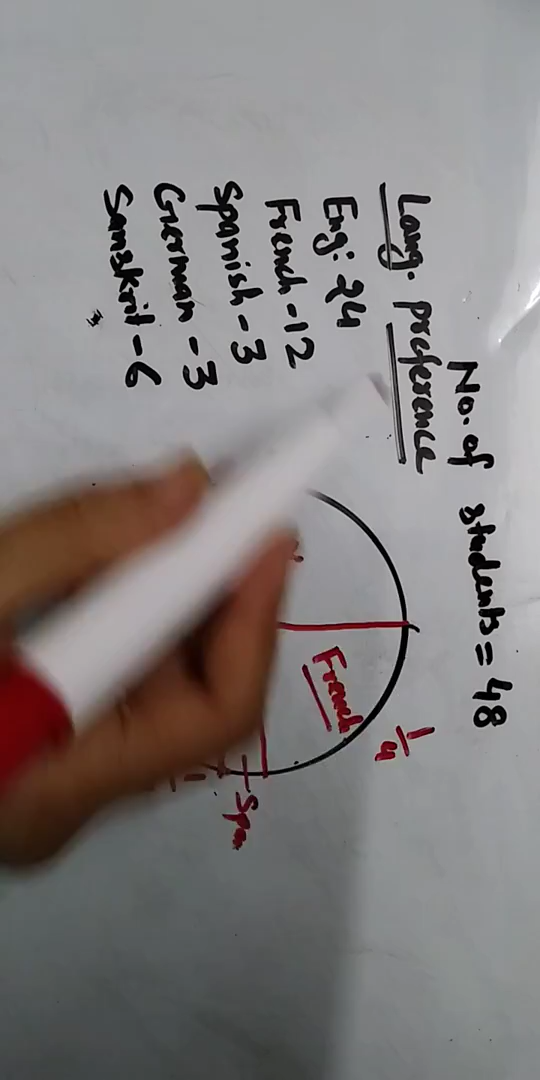 No. of students = 48
Lang. preference
Eng: 24
French - 12
Spanish - 3
German - 3
Sanskrit - 6
French
1/4
Span